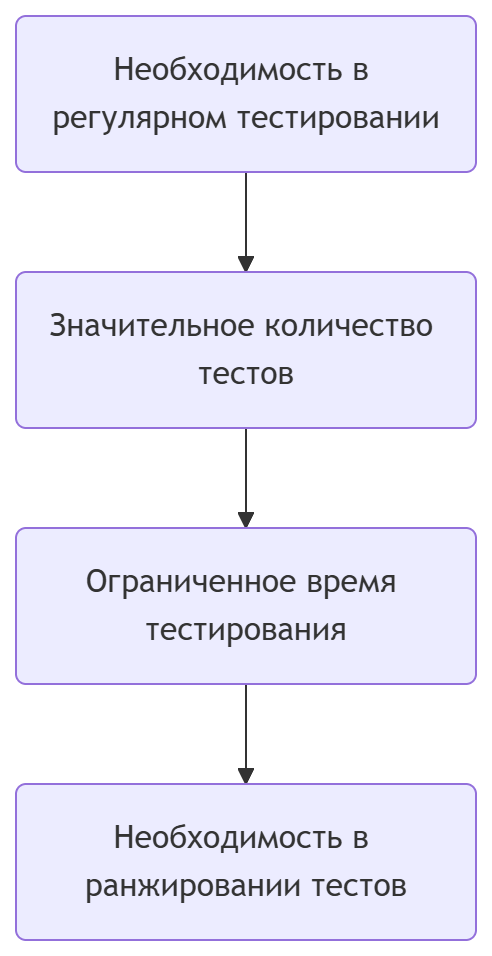 Необходимость в
регулярном тестировании
Значительное количество
тестов
Ограниченное время
тестирования
Необходимость в
ранжировании тестов